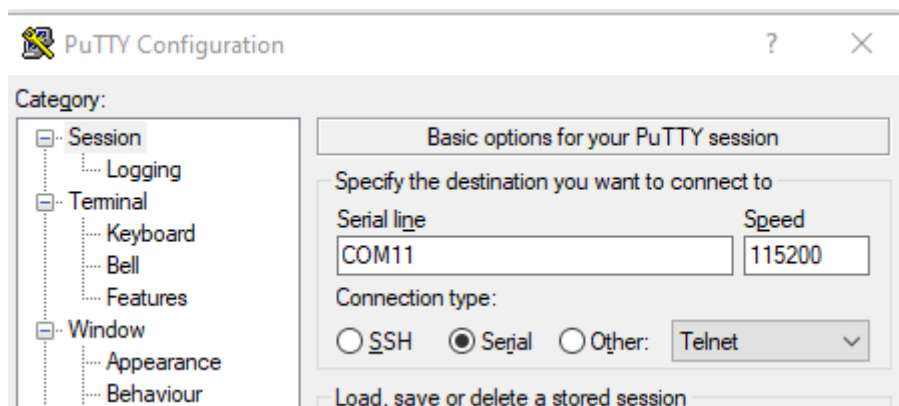 PuTTY Configuration
?
Category:
Session
Logging
Terminal
Keyboard
Bell
Features
Window
Appearance
Behaviour
Basic options for your PuTTY session
Specify the destination you want to connect to
Serial line Speed
COM11 115200
Connection type:
SSH Serial Other: Telnet
Load, save or delete a stored session